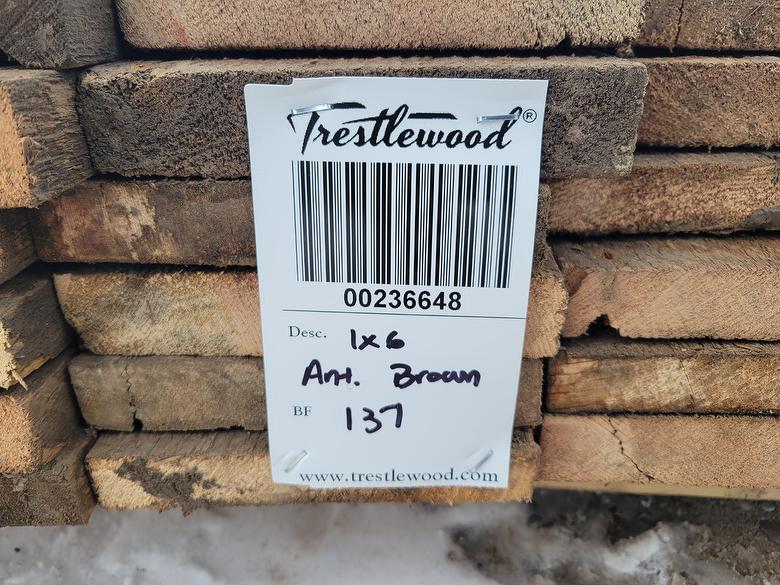 Trestlewood®
00236648
Desc. 1x6
Ant. Brown
BF 137
www.trestlewood.com